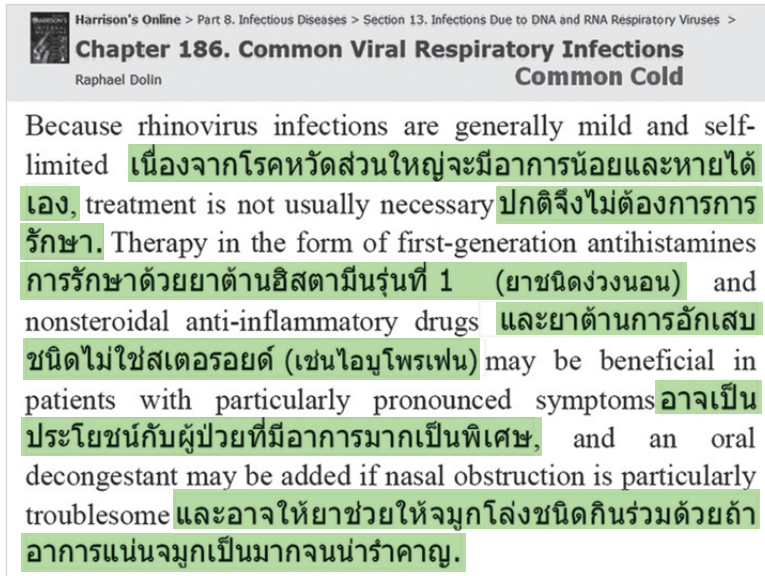 Harrison's Online > Part 8. Infectious Diseases > Section 13. Infections Due to DNA and RNA Respiratory Viruses >
Chapter 186. Common Viral Respiratory Infections
Raphael Dolin Common Cold
Because rhinovirus infections are generally mild and self-
limited เนื่องจากโรคหวัดส่วนใหญ่จะมีอาการน้อยและหายได้
เอง, treatment is not usually necessary ปกติจึงไม่ต้องการการ
รักษา. Therapy in the form of first-generation antihistamines
การรักษาด้วยยาต้านฮิสตามีนรุ่นที่ 1 (ยาชนิดง่วงนอน) and
nonsteroidal anti-inflammatory drugs และยาต้านการอักเสบ
ชนิดไม่ใช่สเตอรอยด์ (เช่นไอบูโพรเฟน) may be beneficial in
patients with particularly pronounced symptoms อาจเป็น
ประโยชน์กับผู้ป่วยที่มีอาการมากเป็นพิเศษ, and an oral
decongestant may be added if nasal obstruction is particularly
troublesome และอาจให้ยาช่วยให้จมูกโล่งชนิดกินร่วมด้วยถ้า
อาการแน่นจมูกเป็นมากจนน่ารำคาญ.